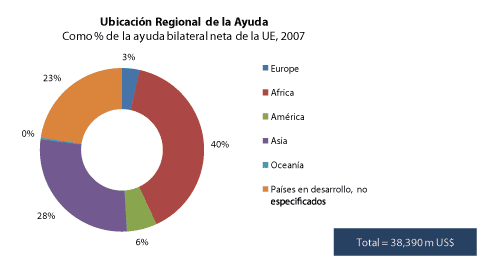 Ubicación Regional de la Ayuda
Como % de la ayuda bilateral neta de la UE, 2007
3%
23%
0%
40%
28%
6%
Europe
Africa
América
Asia
Oceanía
Países en desarrollo, no
especificados
Total = 38,390 m US$